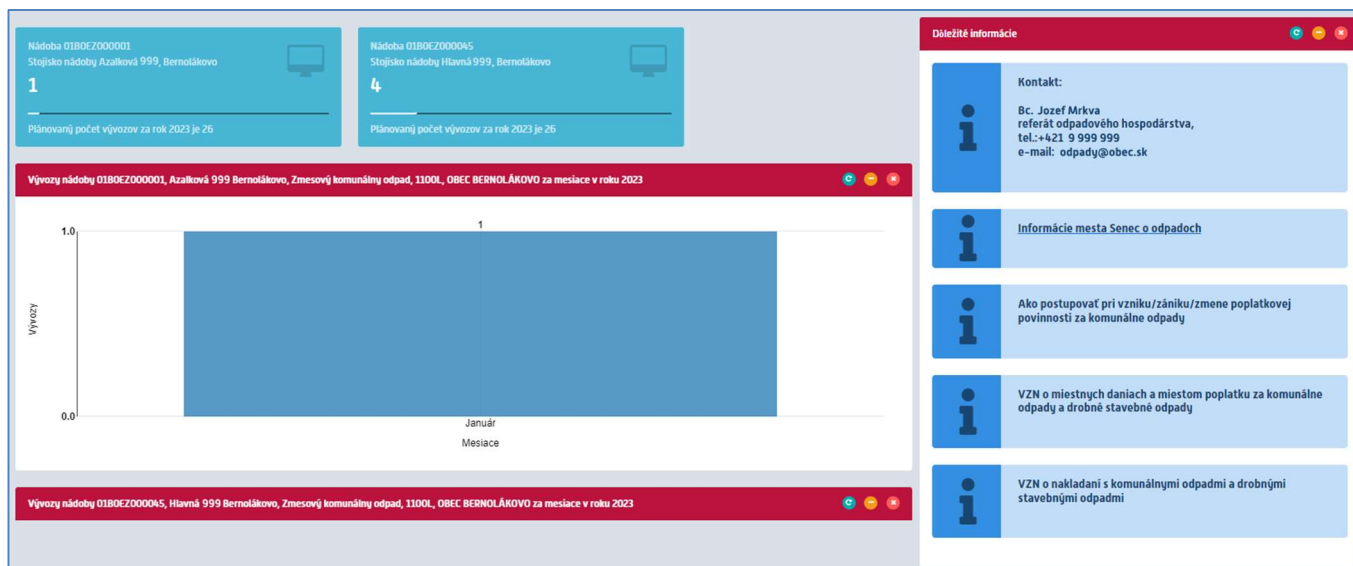 Nádoba 01B0EZ000001
Stojisko nádoby Azalková 999, Bernolákovo
1
Plánovaný počet vývozov za rok 2023 je 26
Nádoba 01B0EZ000045
Stojisko nádoby Hlavná 999, Bernolákovo
4
Plánovaný počet vývozov za rok 2023 je 26
Vývozy nádoby 01B0EZ000001, Azalková 999 Bernolákovo, Zmesový komunálny odpad, 1100L, OBEC BERNOLÁKOVO za mesiace v roku 2023
1
1.0
Vývozy
0.0
Január
Mesiace
Vývozy nádoby 01B0EZ000045, Hlavná 999 Bernolákovo, Zmesový komunálny odpad, 1100L, OBEC BERNOLÁKOVO za mesiace v roku 2023
Dôležité informácie
Kontakt:
Bc. Jozef Mrkva
referát odpadového hospodárstva,
tel.:+421 9 999 999
e-mail: odpady@obec.sk
Informácie mesta Senec o odpadoch
Ako postupovať pri vzniku/zániku/zmene poplatkovej
povinnosti za komunálne odpady
VZN o miestnych daniach a miestom poplatku za komunálne
odpady a drobné stavebné odpady
VZN o nakladaní s komunálnymi odpadmi a drobnými
stavebnými odpadmi